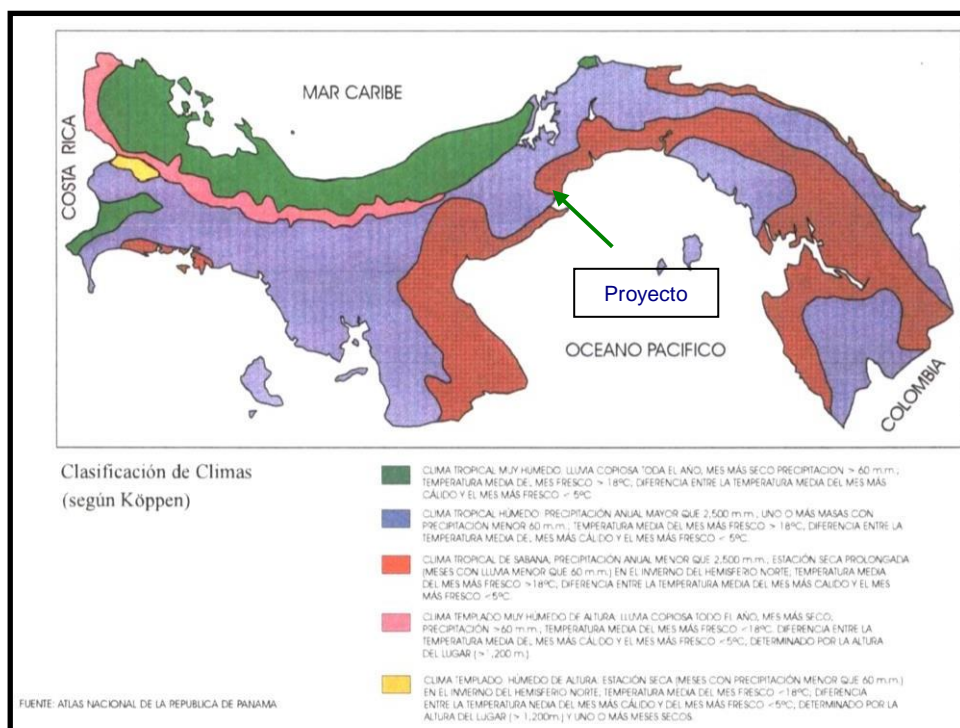 MAR CARIBE
COSTA RICA
Proyecto
OCEANO PACIFICO
COLOMBIA
Clasificación de Climas
(según Köppen)
CLIMA TROPICAL MUY HUMEDO: LLUVIA COPIOSA TODA EL AÑO, MES MÁS SECO PRECIPITACION > 60 m.m.;
TEMPERATURA MEDIA DEL MES FRESCO > 18ºC; DIFERENCIA ENTRE LA TEMPERATURA MEDIA DEL MES MÁS
CÁLIDO Y EL MES MÁS FRESCO < 5ºC
CLIMA TROPICAL HÚMEDO: PRECIPITACIÓN ANUAL MAYOR QUE 2,500 m.m.; UNO O MÁS MASAS CON
PRECIPITACIÓN MENOR 60 m.m.; TEMPERATURA MEDIA DEL MES MÁS FRESCO > 18ºC, DIFERENCIA ENTRE LA
TEMPERATURA MEDIA DEL MES MÁS CÁLIDO Y EL MES MÁS FRESCO < 5ºC.
CLIMA TROPICAL DE SABANA, PRECIPITACIÓN ANUAL MENOR QUE 2,500 m.m., ESTACIÓN SECA PROLONGADA
(MESES CON LLUVIA MENOR QUE 60 m.m.) EN EL INVIERNO DEL HEMISFERIO NORTE, TEMPERATURA MEDIA
DEL MES MÁS FRESCO >18ºC, DIFERENCIA ENTRE LA TEMPERATURA MEDIA DEL MES MÁS CALIDO Y EL MES
MÁS FRESCO <5ºC.
CLIMA TEMPLADO MUY HÚMEDO DE ALTURA: LLUVIA COPIOSA TODO EL AÑO, MES MÁS SECO,
PRECIPITACIÓN >60 m.m., TEMPERATURA MEDIA DEL MES MÁS FRESCO <18ºC, DIFERENCIA ENTRE LA
TEMPERATURA MEDIA DEL MES MÁS CÁLDO Y EL MES MÁS FRESCO <5ºC, DETERMINADO POR LA ALTURA
DEL LUGAR (>1,200 m.)
CLIMA TEMPLADO HÚMEDO DE ALTURA: ESTACIÓN SECA (MESES CON PRECIPITACIÓN MENOR QUE 60 m.m.)
EN EL INVIERNO DEL HEMISFERIO NORTE, TEMPERATURA MEDIA DEL MES FRESCO <18ºC, DIFERENCIA
ENTRE LA TEMPERATURA NEDIA DEL MES MÁS CÁLIDO Y DEL MES MÁS FRESCO <5ºC, DETERMINADO POR LA
ALTURA DEL LUGAR (> 1,200m) Y UNO O MÁS MESES SECOS.
FUENTE: ATLAS NACIONAL DE LA REPUBLICA DE PANAMA